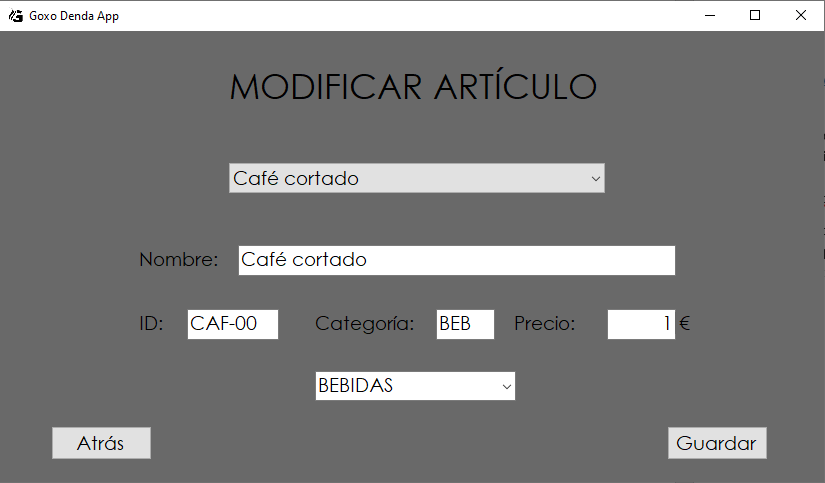 Goxo Denda App
MODIFICAR ARTÍCULO
Café cortado
Nombre: Café cortado
ID: CAF-00 Categoría: BEB Precio: 1 €
BEBIDAS
Atrás Guardar